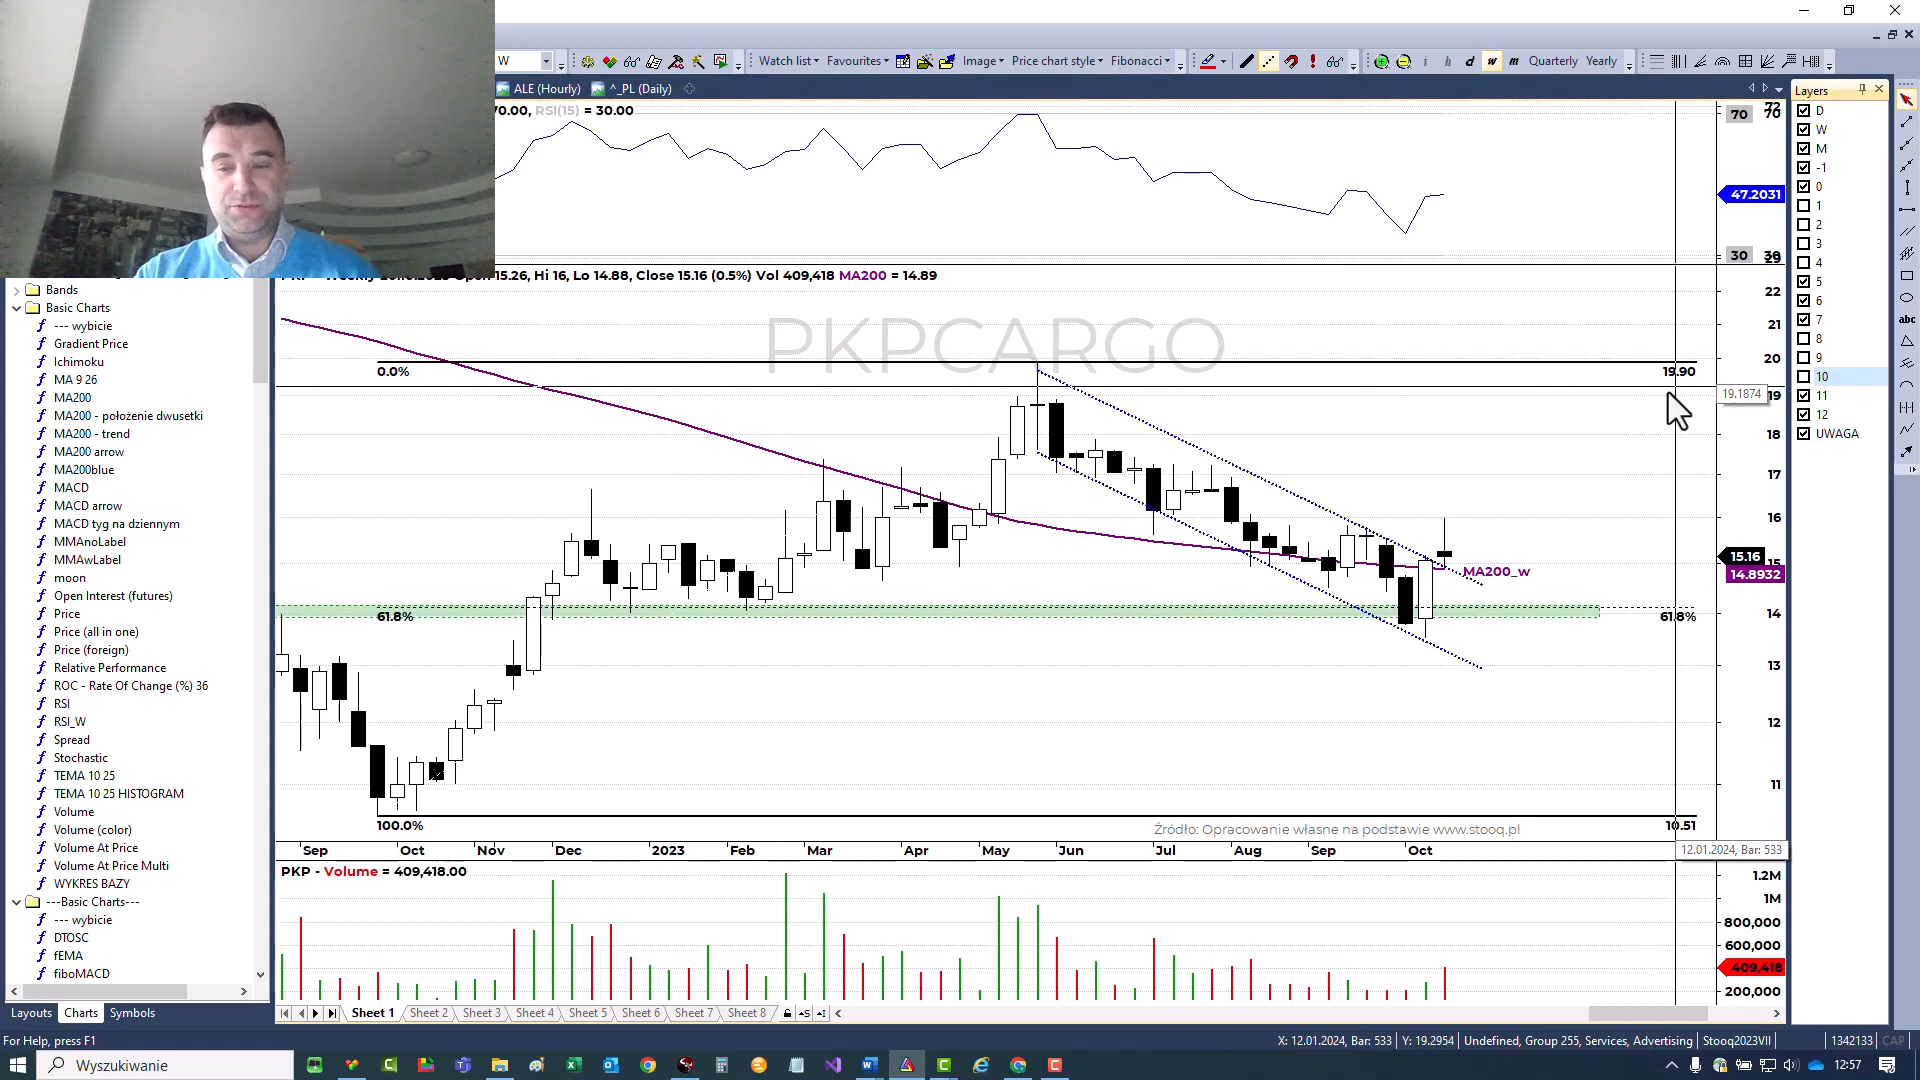 W
Watch list
Favourites
Image
Price chart style
Fibonacci
i h d w m Quarterly Yearly
ALE (Hourly)
^_PL (Daily)
Layers
70.00, RSI(15) = 30.00
72
70 70
47.2031
30 30
D
W
M
-1
0
1
2
3
4
5
6
7
8
9
10
11
12
UWAGA
abc
Open 15.26, Hi 16, Lo 14.88, Close 15.16 (0.5%) Vol 409,418 MA200 = 14.89
PKPCARGO
0.0%
19.90
19.1874
22
21
20
19
18
17
16
15.16
15
14.8932
14
13
12
11
MA200_w
61.8%
61.8%
100.0%
10.51
Źródło: Opracowanie własne na podstawie www.stooq.pl
Sep Oct Nov Dec 2023 Feb Mar Apr May Jun Jul Aug Sep Oct
12.01.2024, Bar: 533
PKP - Volume = 409,418.00
1.2M
1M
800,000
600,000
409,418
200,000
Bands
Basic Charts
--- wybicie
Gradient Price
Ichimoku
MA 9 26
MA200
MA200 - położenie dwusetki
MA200 - trend
MA200 arrow
MA200blue
MACD
MACD arrow
MACD tyg na dziennym
MMAnoLabel
MMAwLabel
moon
Open Interest (futures)
Price
Price (all in one)
Price (foreign)
Relative Performance
ROC - Rate Of Change (%) 36
RSI
RSI_W
Spread
Stochastic
TEMA 10 25
TEMA 10 25 HISTOGRAM
Volume
Volume (color)
Volume At Price
Volume At Price Multi
WYKRES BAZY
---Basic Charts---
--- wybicie
DTOSC
fEMA
fiboMACD
Layouts Charts Symbols
Sheet 1 Sheet 2 Sheet 3 Sheet 4 Sheet 5 Sheet 6 Sheet 7 Sheet 8
For Help, press F1
X: 12.01.2024, Bar: 533 Y: 19.2954 Undefined, Group 255, Services, Advertising Stooq2023VII 1342133 CAP
Wyszukiwanie
12:57